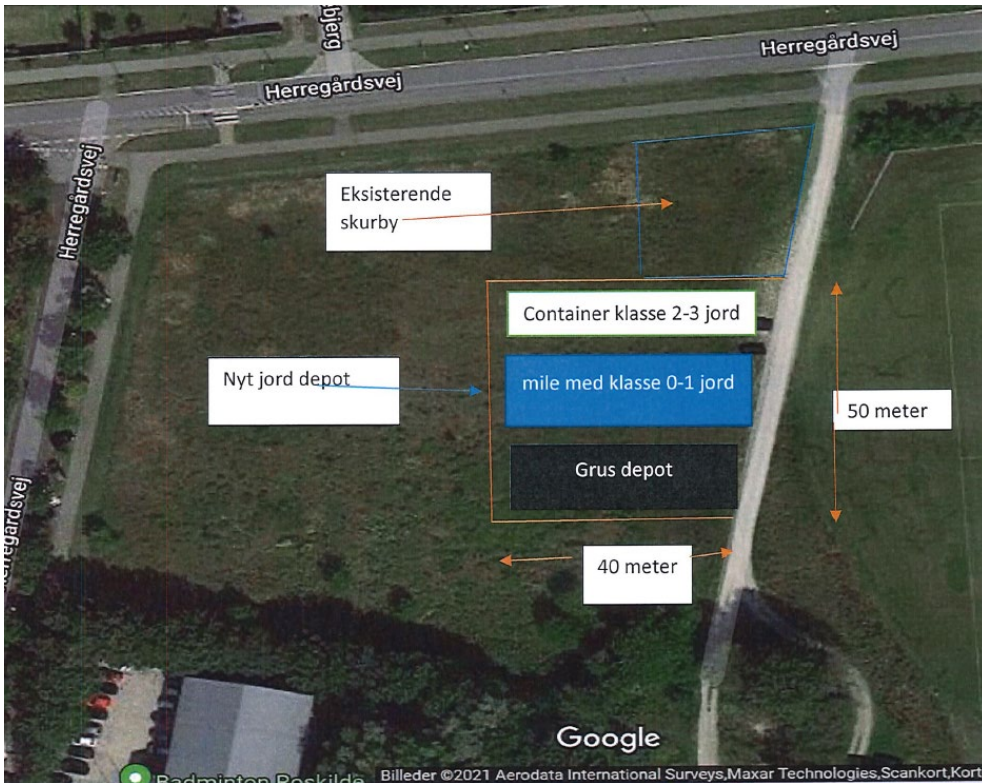 bjerg
Herregårdsvej
Herregårdsvej
Herregårdsvej
Eksisterende
skurby
Container klasse 2-3 jord
Nyt jord depot
mile med klasse 0-1 jord
50 meter
Grus depot
40 meter
Herregårdsvej
Google
Badminton Roskilde
Billeder ©2021 Aerodata International Surveys,Maxar Technologies,Scankort,Kort